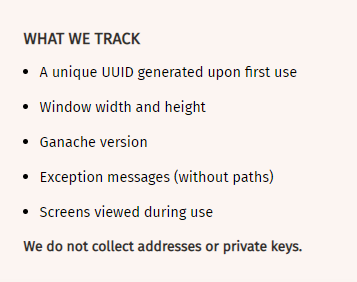 WHAT WE TRACK
• A unique UUID generated upon first use
• Window width and height
• Ganache version
• Exception messages (without paths)
• Screens viewed during use
We do not collect addresses or private keys.